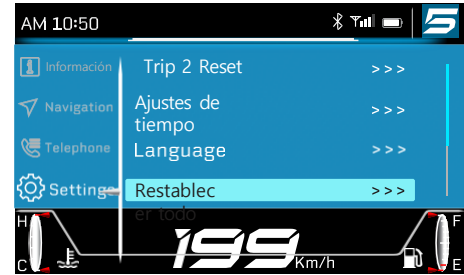 AM 10:50
5
Información
Trip 2 Reset >>>
Navigation
Ajustes de
tiempo >>>
Telephone
Language >>>
Settings
Restablec
er todo >>>
H F
199 Km/h
C E